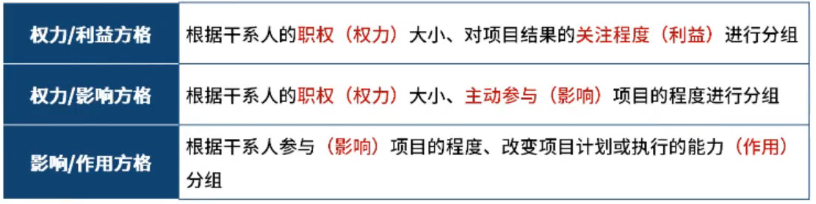 权力/利益方格
根据干系人的职权（权力）大小、对项目结果的关注程度（利益）进行分组
权力/影响方格
根据干系人的职权（权力）大小、主动参与（影响）项目的程度进行分组
影响/作用方格
根据干系人参与（影响）项目的程度、改变项目计划或执行的能力（作用）
分组